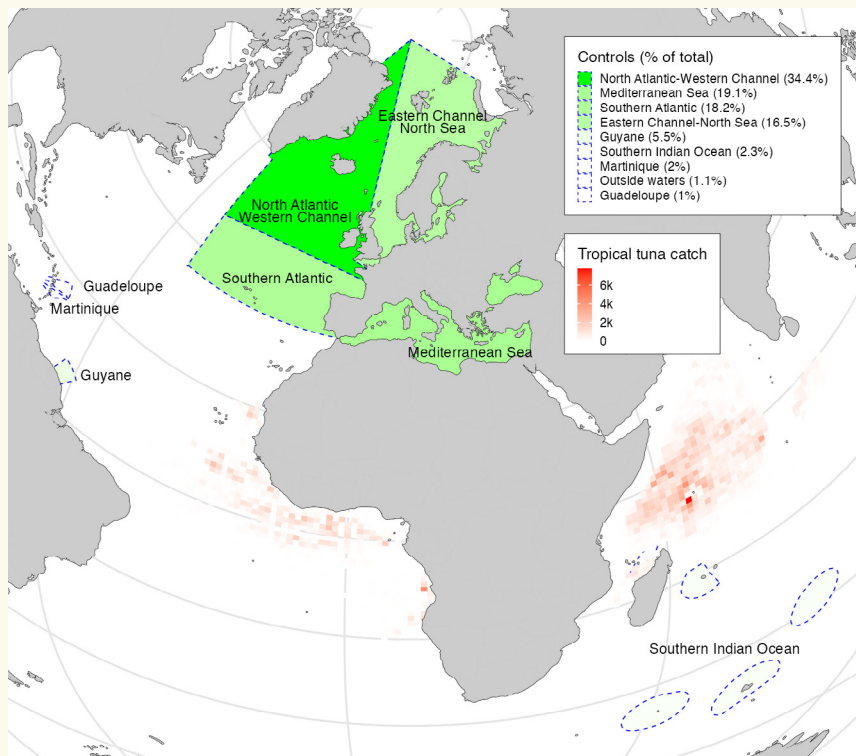 Controls (% of total)
North Atlantic-Western Channel (34.4%)
Mediterranean Sea (19.1%)
Southern Atlantic (18.2%)
Eastern Channel-North Sea (16.5%)
Guyane (5.5%)
Southern Indian Ocean (2.3%)
Martinique (2%)
Outside waters (1.1%)
Guadeloupe (1%)
Eastern Channel
North Sea
North Atlantic
Western Channel
Southern Atlantic
Tropical tuna catch
6k
4k
2k
0
Guadeloupe
Martinique
Mediterranean Sea
Guyane
Southern Indian Ocean